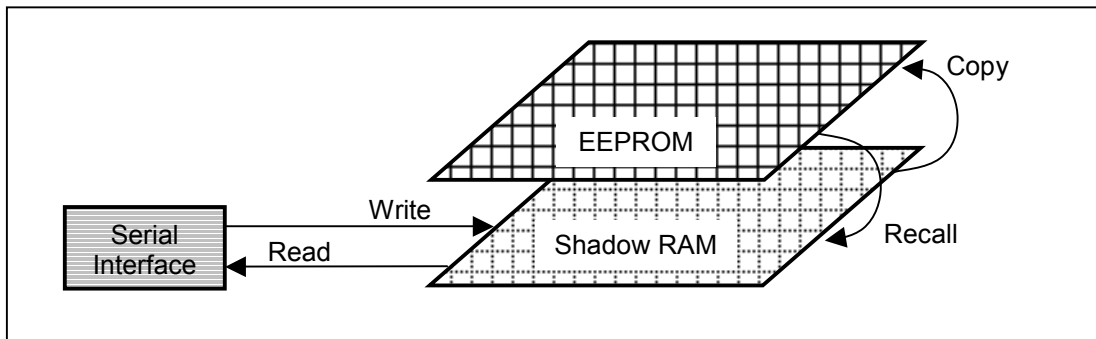 Copy
EEPROM
Write
Serial
Interface
Read
Shadow RAM
Recall